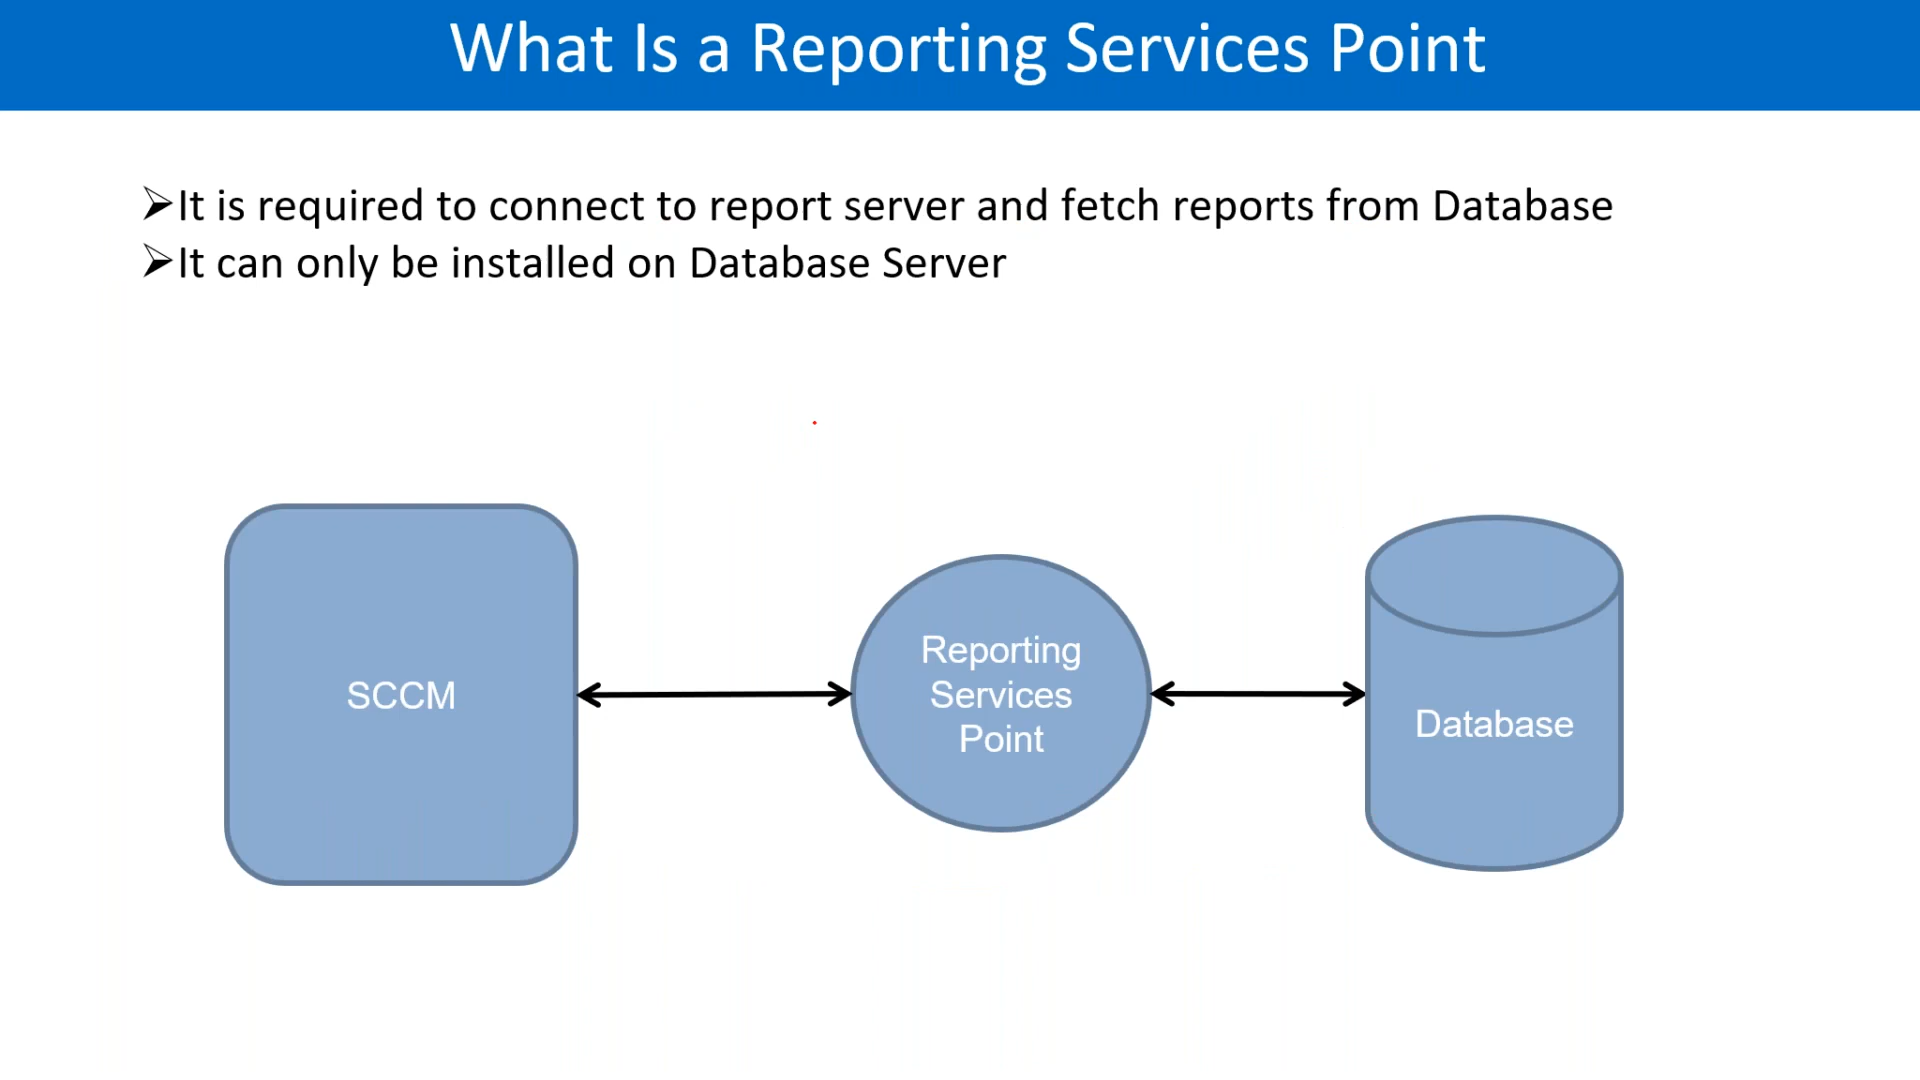 What Is a Reporting Services Point
➢It is required to connect to report server and fetch reports from Database
➢It can only be installed on Database Server
SCCM
Reporting
Services
Point
Database